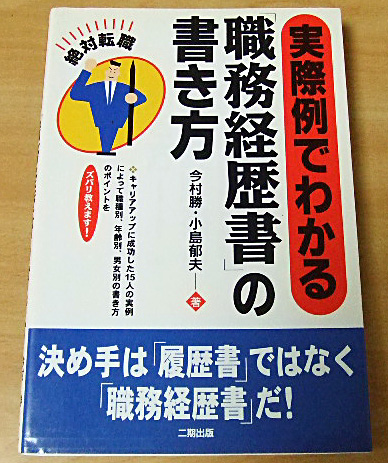 絶対転職
実際例でわかる
「職務経歴書」の
書き方
今村勝・小島郁夫―著
※キャリアアップに成功した15人の実例
によって職種別、年齢別、男女別の書き方
のポイントを
ズバリ教えます!
決め手は「履歴書」ではなく
「職務経歴書」だ!
二期出版